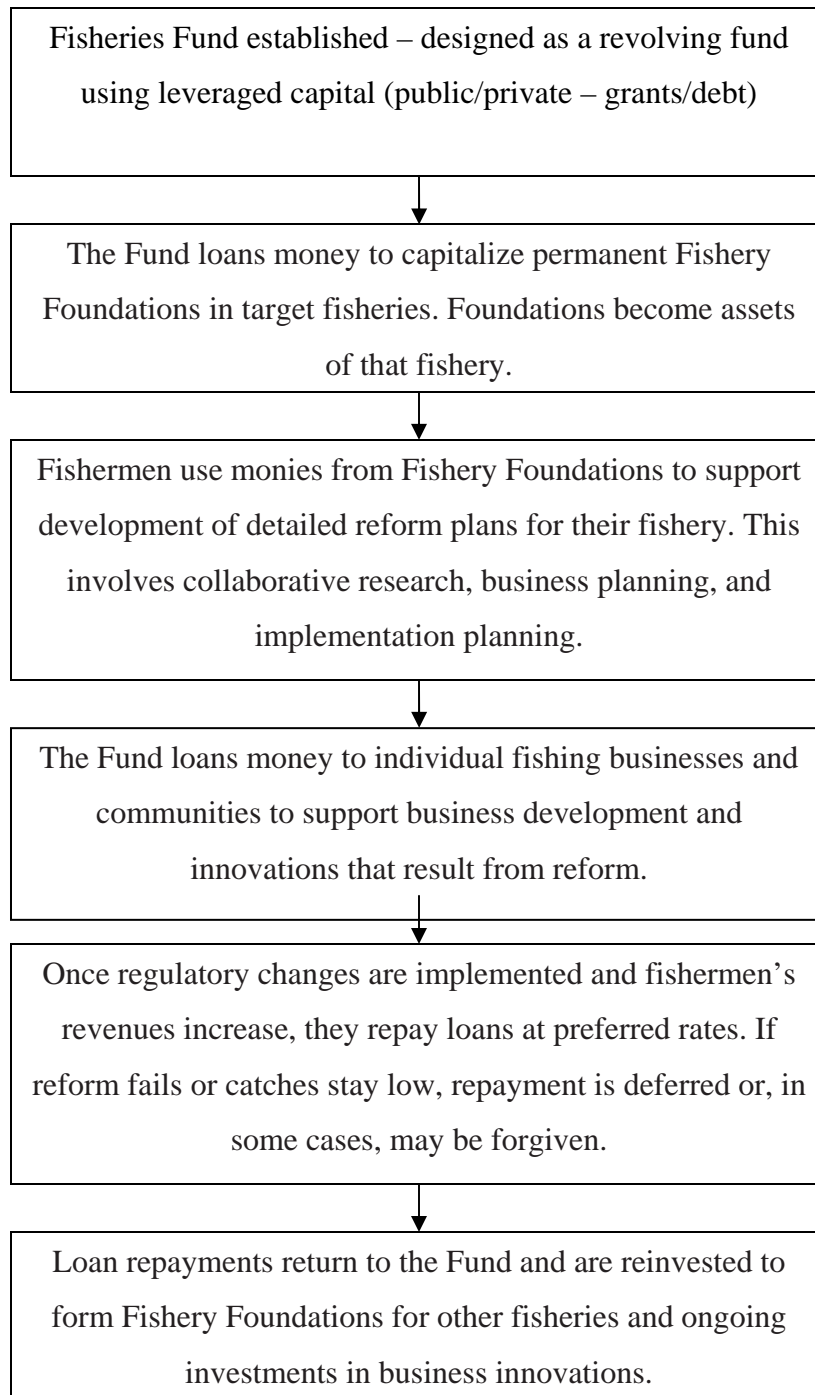 Fisheries Fund established – designed as a revolving fund
using leveraged capital (public/private – grants/debt)
The Fund loans money to capitalize permanent Fishery
Foundations in target fisheries. Foundations become assets
of that fishery.
Fishermen use monies from Fishery Foundations to support
development of detailed reform plans for their fishery. This
involves collaborative research, business planning, and
implementation planning.
The Fund loans money to individual fishing businesses and
communities to support business development and
innovations that result from reform.
Once regulatory changes are implemented and fishermen’s
revenues increase, they repay loans at preferred rates. If
reform fails or catches stay low, repayment is deferred or, in
some cases, may be forgiven.
Loan repayments return to the Fund and are reinvested to
form Fishery Foundations for other fisheries and ongoing
investments in business innovations.